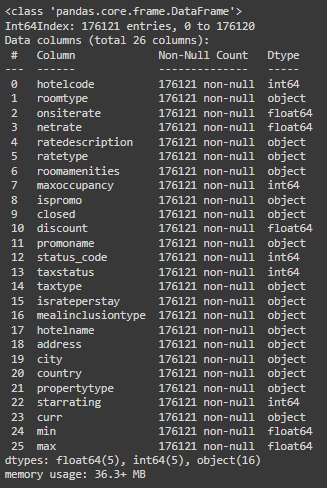 <class 'pandas.core.frame.DataFrame'>
Int64Index: 176121 entries, 0 to 176120
Data columns (total 26 columns):
 #   Column            Non-Null Count   Dtype
---  ------            --------------   -----
 0   hotelcode         176121 non-null  int64
 1   roomtype          176121 non-null  object
 2   onsiterate        176121 non-null  float64
 3   netrate           176121 non-null  float64
 4   ratedescription   176121 non-null  object
 5   ratetype          176121 non-null  object
 6   roomamenities     176121 non-null  object
 7   maxoccupancy      176121 non-null  int64
 8   ispromo           176121 non-null  object
 9   closed            176121 non-null  object
 10  discount          176121 non-null  float64
 11  promoname         176121 non-null  object
 12  status_code       176121 non-null  int64
 13  taxstatus         176121 non-null  int64
 14  taxtype           176121 non-null  object
 15  israteperstay     176121 non-null  object
 16  mealinclusiontype 176121 non-null  object
 17  hotelname         176121 non-null  object
 18  address           176121 non-null  object
 19  city              176121 non-null  object
 20  country           176121 non-null  object
 21  propertytype      176121 non-null  object
 22  starrating        176121 non-null  int64
 23  curr              176121 non-null  object
 24  min               176121 non-null  float64
 25  max               176121 non-null  float64
dtypes: float64(5), int64(5), object(16)
memory usage: 36.3+ MB